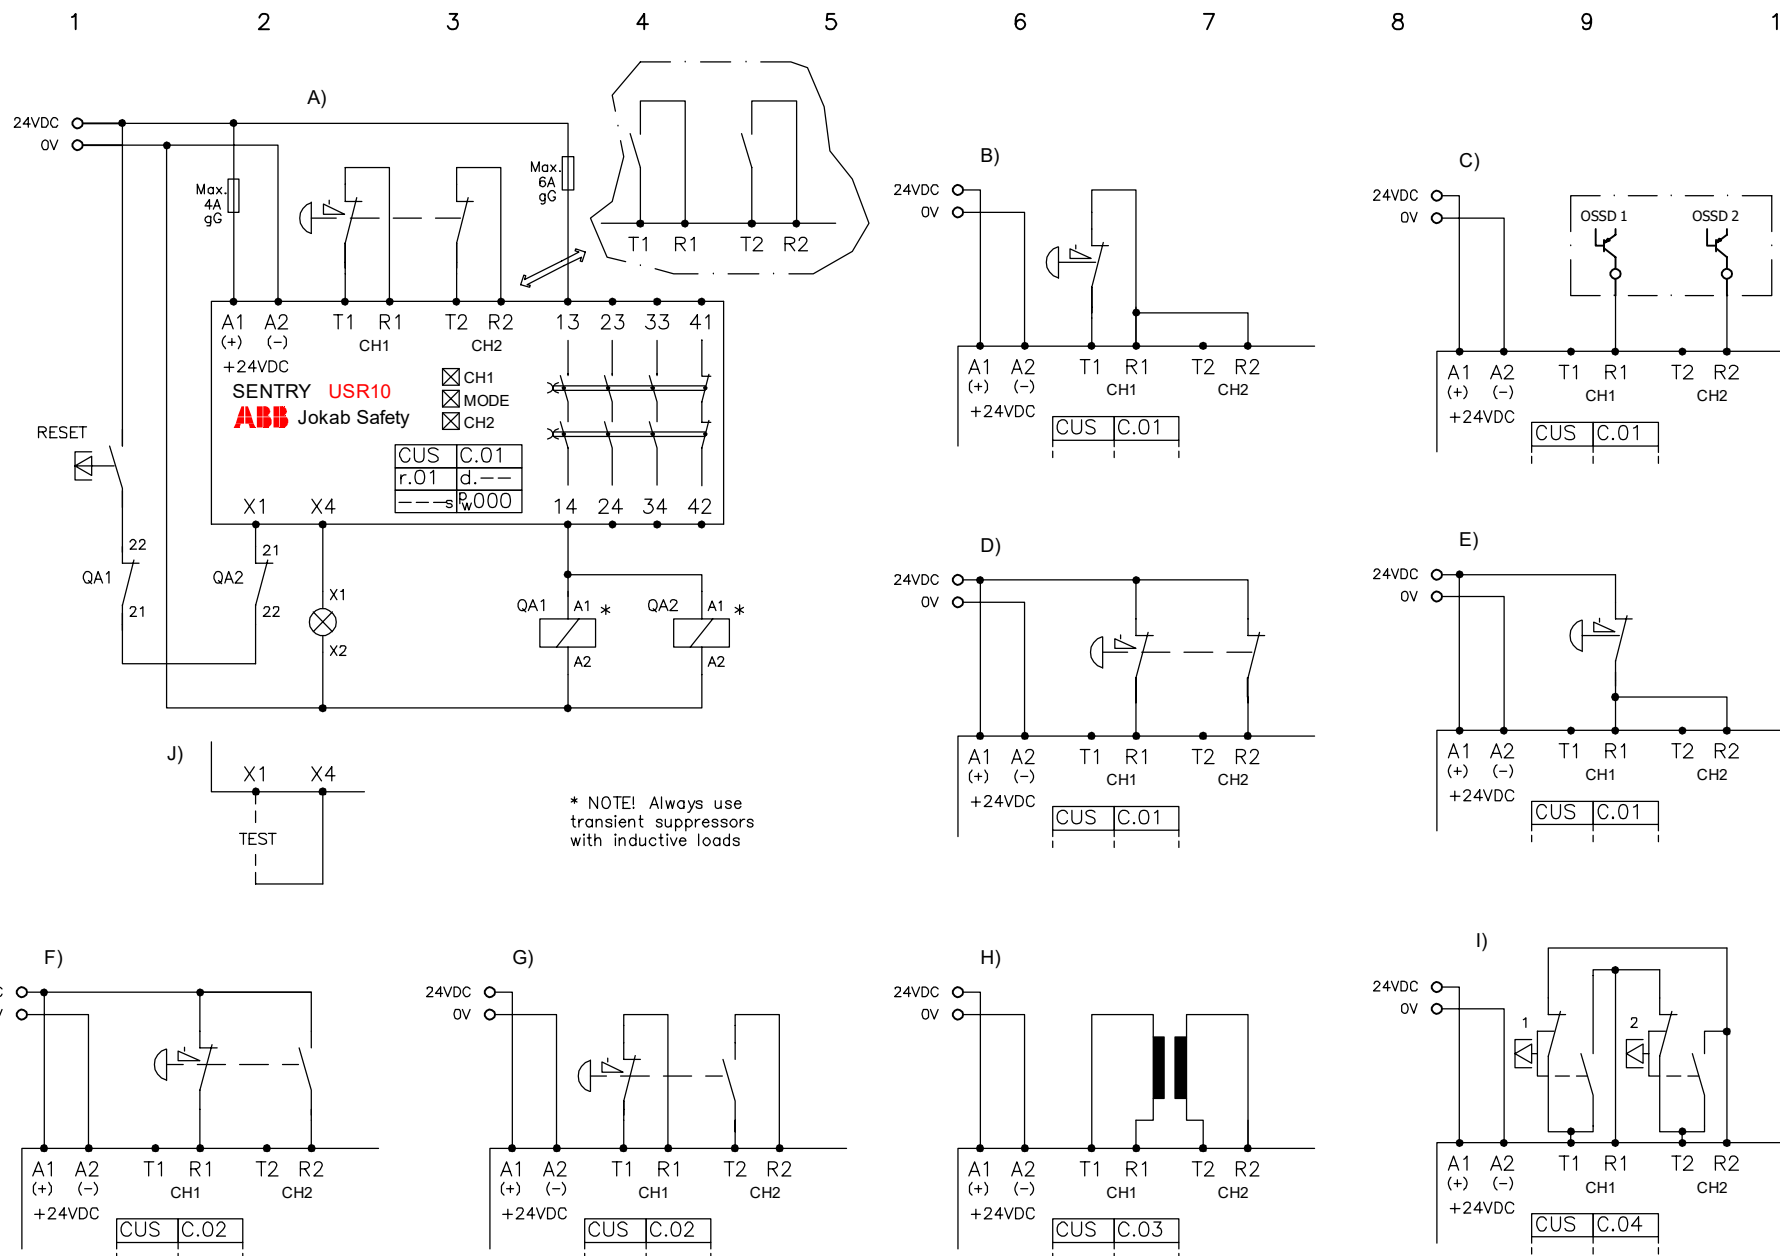 1 2 3 4 5 6 7 8 9 1
A)
24VDC
0V
Max.
4A
gG
Max.
6A
gG
T1 R1 T2 R2
A1 A2 T1 R1 T2 R2 13 23 33 41
(+) (-) CH1 CH2
+24VDC
SENTRY USR10
ABB Jokab Safety
CH1
MODE
CH2
CUS C.01
r.01 d.--
---s Pw000
RESET
X1 X4 14 24 34 42
22
QA1
21
21
QA2
22
X1
X2
QA1 A1 *
A2
QA2 A1 *
A2
J)
X1 X4
TEST
* NOTE! Always use
transient suppressors
with inductive loads
B)
24VDC
0V
A1 A2 T1 R1 T2 R2
(+) (-) CH1 CH2
+24VDC
CUS C.01
C)
24VDC
0V
OSSD 1 OSSD 2
A1 A2 T1 R1 T2 R2
(+) (-) CH1 CH2
+24VDC
CUS C.01
D)
24VDC
0V
A1 A2 T1 R1 T2 R2
(+) (-) CH1 CH2
+24VDC
CUS C.01
E)
24VDC
0V
A1 A2 T1 R1 T2 R2
(+) (-) CH1 CH2
+24VDC
CUS C.01
F)
C
V
A1 A2 T1 R1 T2 R2
(+) (-) CH1 CH2
+24VDC
CUS C.02
G)
24VDC
0V
A1 A2 T1 R1 T2 R2
(+) (-) CH1 CH2
+24VDC
CUS C.02
H)
24VDC
0V
A1 A2 T1 R1 T2 R2
(+) (-) CH1 CH2
+24VDC
CUS C.03
I)
24VDC
0V
1 2
A1 A2 T1 R1 T2 R2
(+) (-) CH1 CH2
+24VDC
CUS C.04